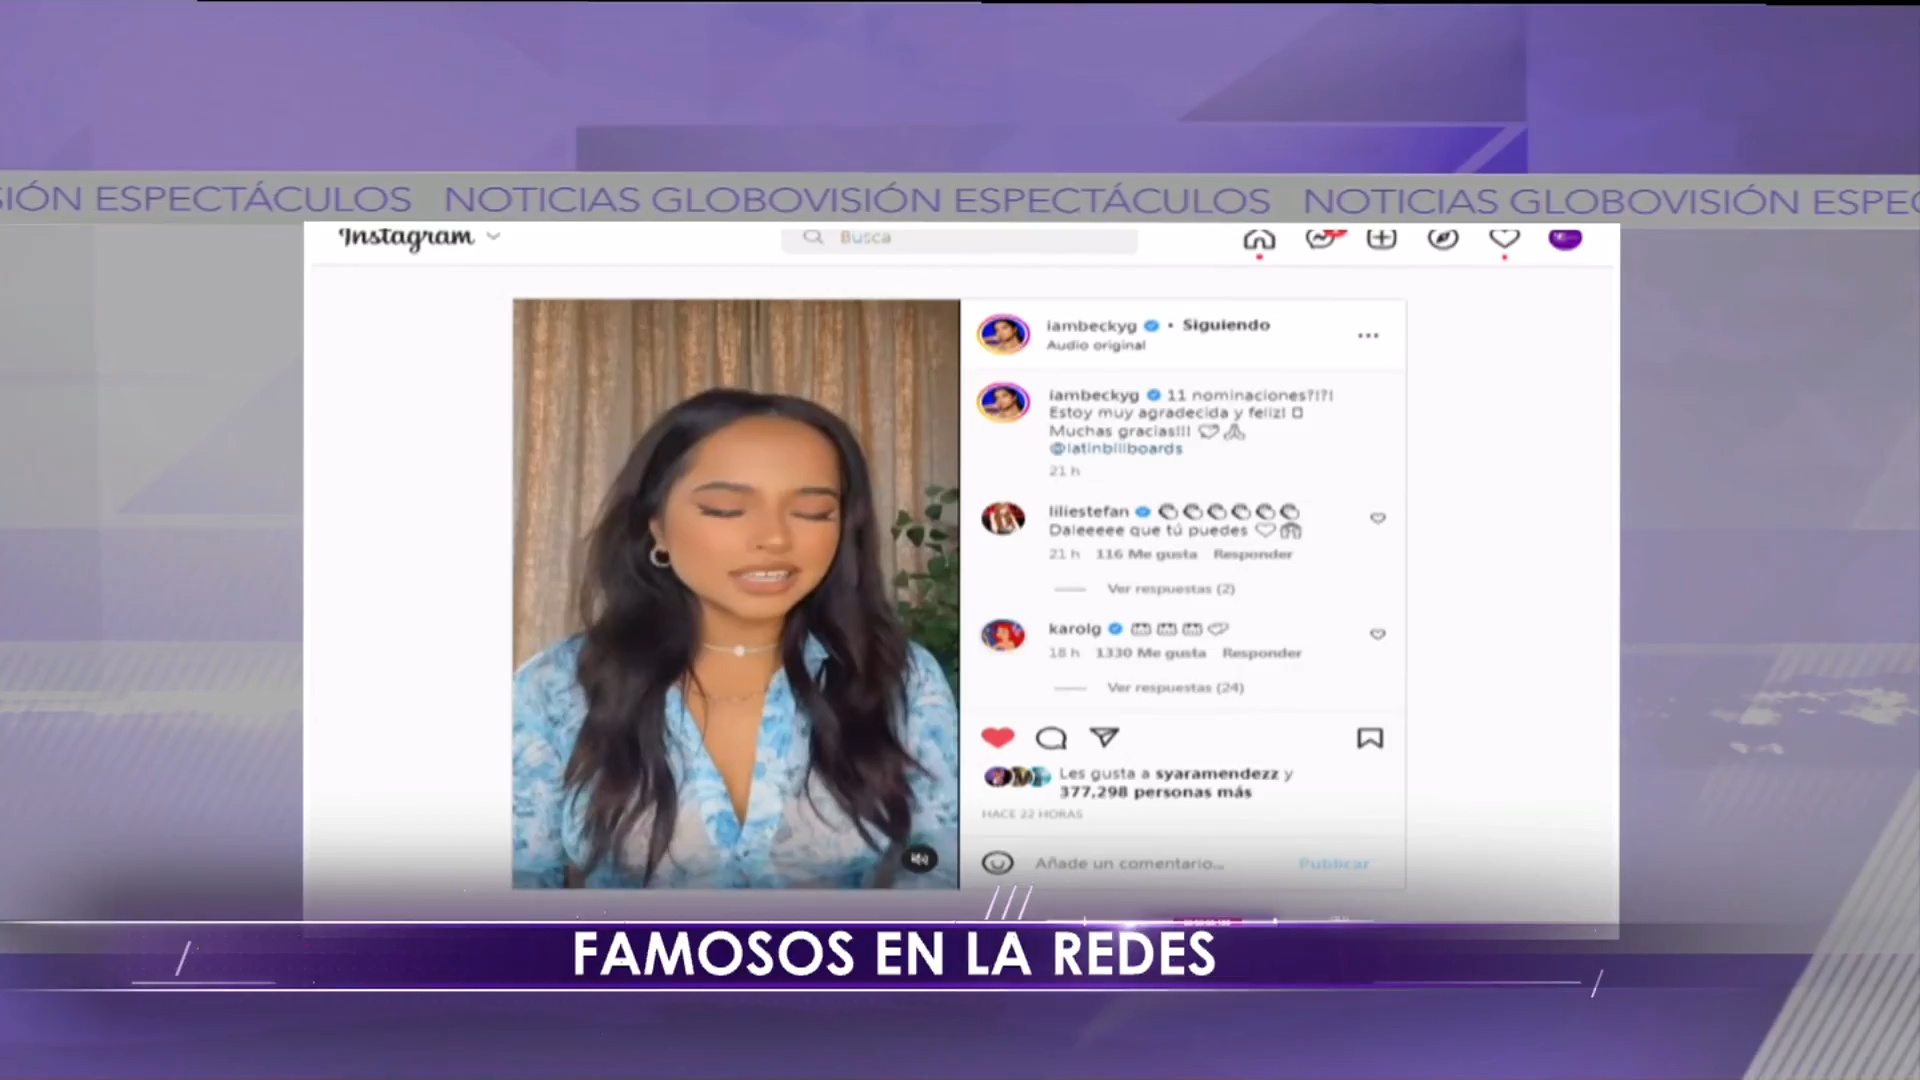 SIÓN ESPECTÁCULOS NOTICIAS GLOBOVISIÓN ESPECTÁCULOS NOTICIAS GLOBOVISIÓN ESPEC
Instagram
Busca
iambeckyg • Siguiendo
Audio original
iambeckyg 11 nominaciones?!?!
Estoy muy agradecida y feliz!
Muchas gracias!!!
@latinbillboards
21 h
liliestefan
Daleeeee que tú puedes
21 h 116 Me gusta Responder
Ver respuestas (2)
karolg
18 h 1330 Me gusta Responder
Ver respuestas (24)
Les gusta a syaramendezz y
377,298 personas más
HACE 22 HORAS
Añade un comentario...
Publicar
FAMOSOS EN LA REDES